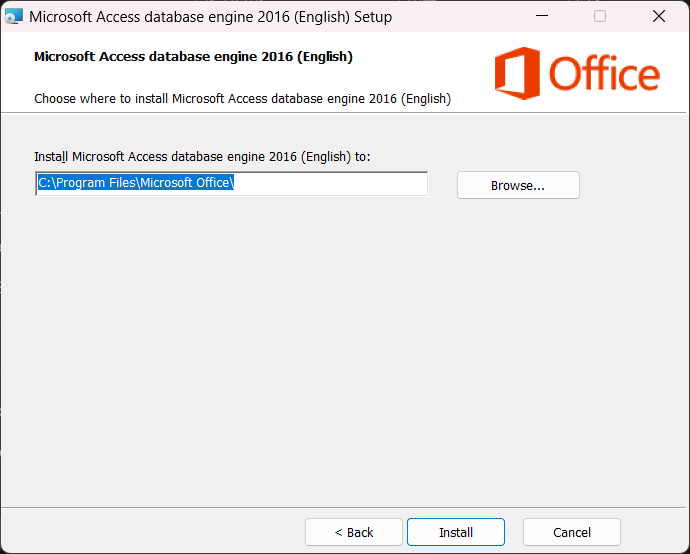 Microsoft Access database engine 2016 (English) Setup
Microsoft Access database engine 2016 (English)
Office
Choose where to install Microsoft Access database engine 2016 (English)
Install Microsoft Access database engine 2016 (English) to:
C:\Program Files\Microsoft Office\
Browse...
< Back
Install
Cancel